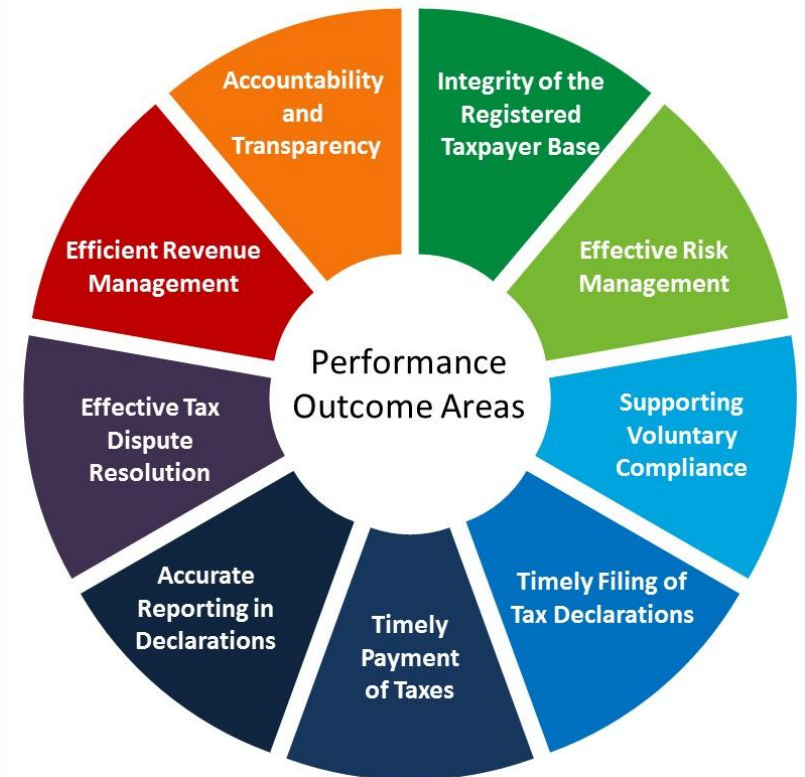 Performance
Outcome Areas
Integrity of the
Registered
Taxpayer Base
Effective Risk
Management
Supporting
Voluntary
Compliance
Timely Filing of
Tax Declarations
Timely
Payment
of Taxes
Accurate
Reporting in
Declarations
Effective Tax
Dispute
Resolution
Efficient Revenue
Management
Accountability
and
Transparency